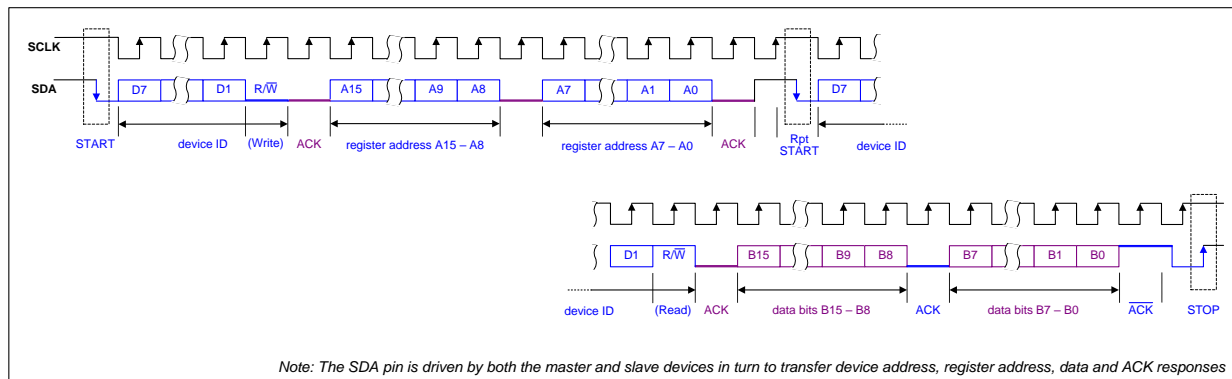 SCLK
SDA
D7 D1 R/W A15 A9 A8 A7 A1 A0 D7
START device ID (Write) ACK register address A15 – A8 register address A7 – A0 ACK Rpt START device ID
D1 R/W B15 B9 B8 B7 B1 B0
device ID (Read) ACK data bits B15 – B8 ACK data bits B7 – B0 ACK STOP
Note: The SDA pin is driven by both the master and slave devices in turn to transfer device address, register address, data and ACK responses